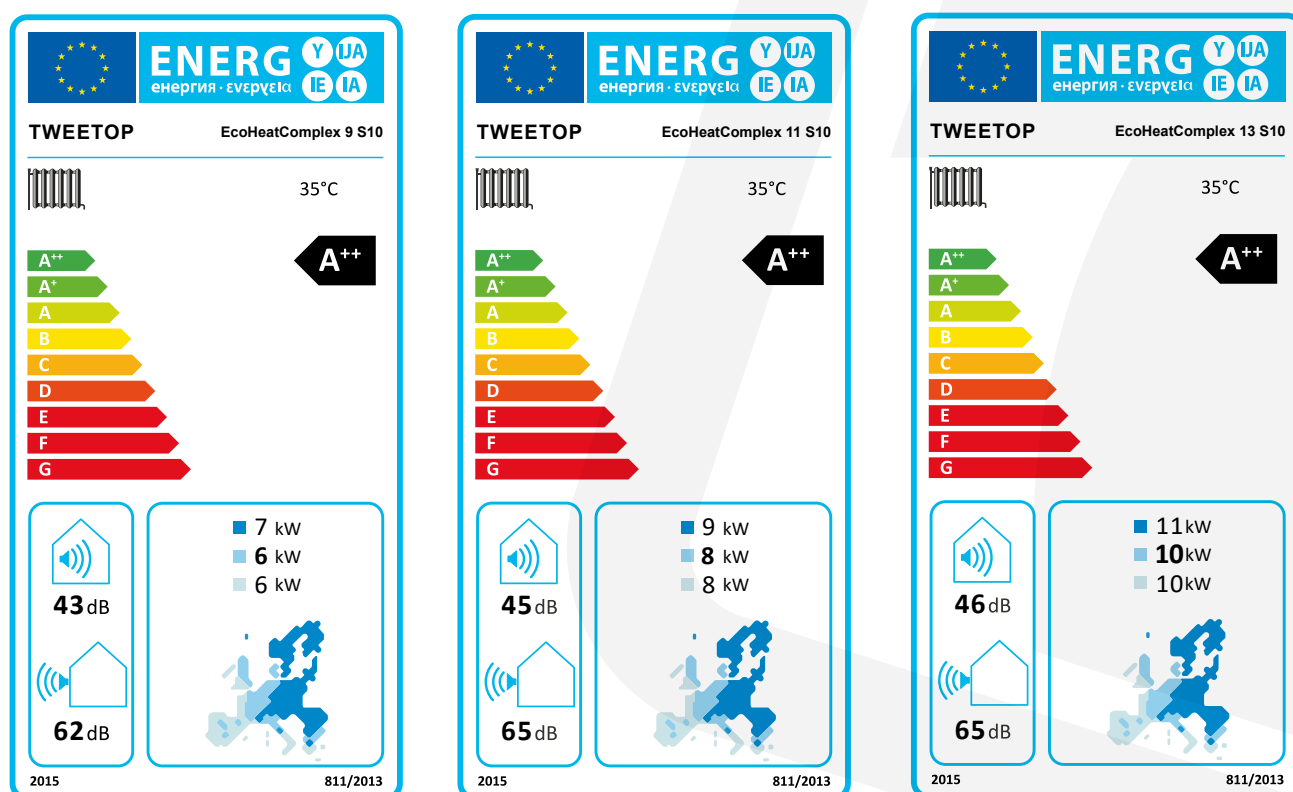 ENERG Y IJA
енергия · ενεργεια IE IA
TWEETOP EcoHeatComplex 9 S10
35°C
A++
A++
A+
A
B
C
D
E
F
G
7 kW
6 kW
6 kW
43 dB
62 dB
2015 811/2013
ENERG Y IJA
енергия · ενεργεια IE IA
TWEETOP EcoHeatComplex 11 S10
35°C
A++
A++
A+
A
B
C
D
E
F
G
9 kW
8 kW
8 kW
45 dB
65 dB
2015 811/2013
ENERG Y IJA
енергия · ενεργεια IE IA
TWEETOP EcoHeatComplex 13 S10
35°C
A++
A++
A+
A
B
C
D
E
F
G
11 kW
10 kW
10 kW
46 dB
65 dB
2015 811/2013